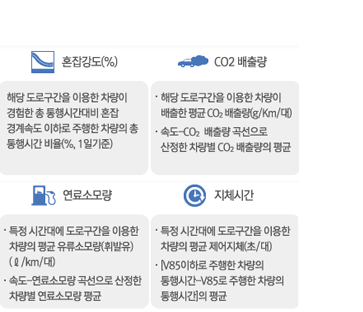 혼잡강도(%)
해당 도로구간을 이용한 차량이
경험한 총 통행시간대비 혼잡
경계속도 이하로 주행한 차량의 총
통행시간 비율(%, 1일기준)
CO2 배출량
· 해당 도로구간을 이용한 차량이
배출한 평균 CO₂ 배출량(g/Km/대)
· 속도-CO₂ 배출량 곡선으로
산정한 차량별 CO₂ 배출량의 평균
연료소모량
· 특정 시간대에 도로구간을 이용한
차량의 평균 유류소모량(휘발유)
(ℓ/km/대)
· 속도-연료소모량 곡선으로 산정한
차량별 연료소모량 평균
지체시간
· 특정 시간대에 도로구간을 이용한
차량의 평균 제어지체(초/대)
· [V85이하로 주행한 차량의
통행시간-V85로 주행한 차량의
통행시간]의 평균